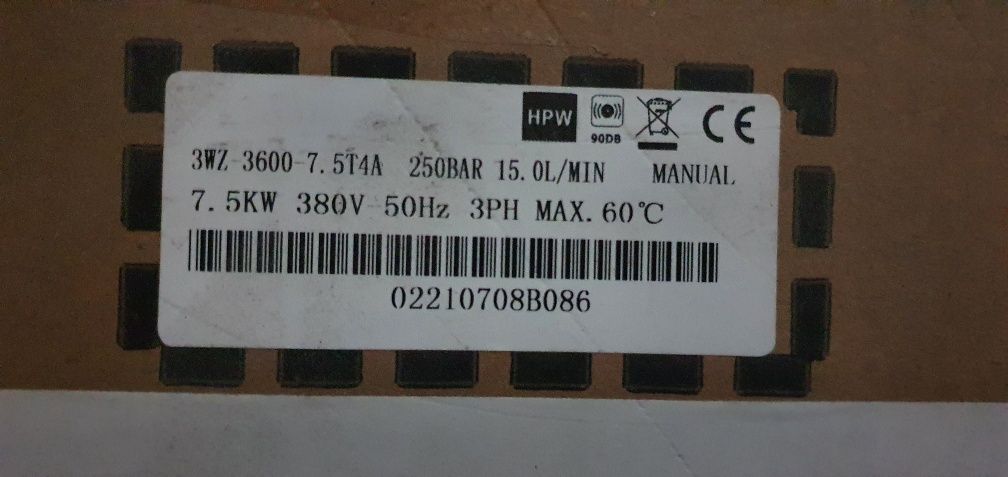 HPW
90DB
CE
3WZ-3600-7.5T4A 250BAR 15.0L/MIN MANUAL
7.5KW 380V 50Hz 3PH MAX.60℃
02210708B086